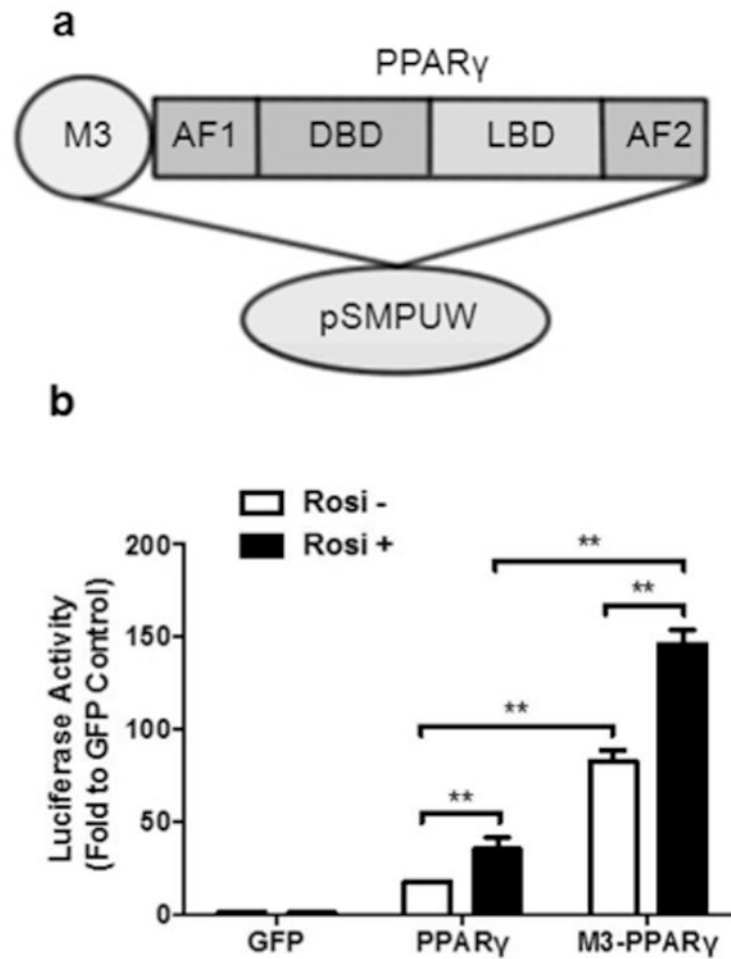 a
PPARγ
M3 AF1 DBD LBD AF2
pSMPUW
b
Rosi -
Rosi +
Luciferase Activity
(Fold to GFP Control)
200
150
100
50
0
**
**
**
**
GFP PPARγ M3-PPARγ